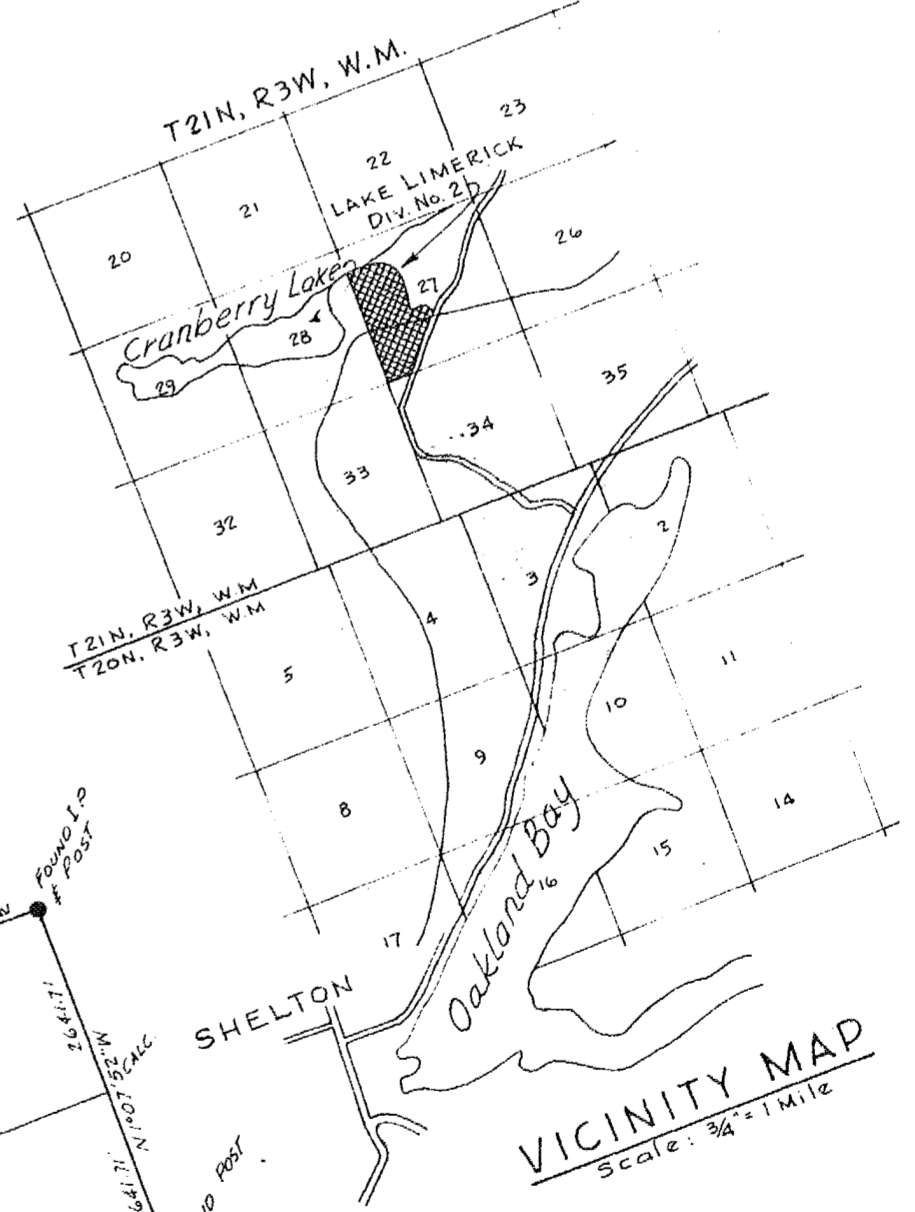 T21N, R3W, W.M.
23
22
LAKE LIMERICK
Div. No. 2
21
20
26
Cranberry Lake
27
28
29
35
34
33
32
2
3
T21N, R3W, W.M
T20N, R3W, W.M
4
5
11
10
9
8
14
15
16
17
Oakland Bay
FOUND I.P
& POST
N
2641.71
N1°07'52"W
CALC.
641.71
POST
SHELTON
VICINITY MAP
Scale: 3/4" = 1 Mile